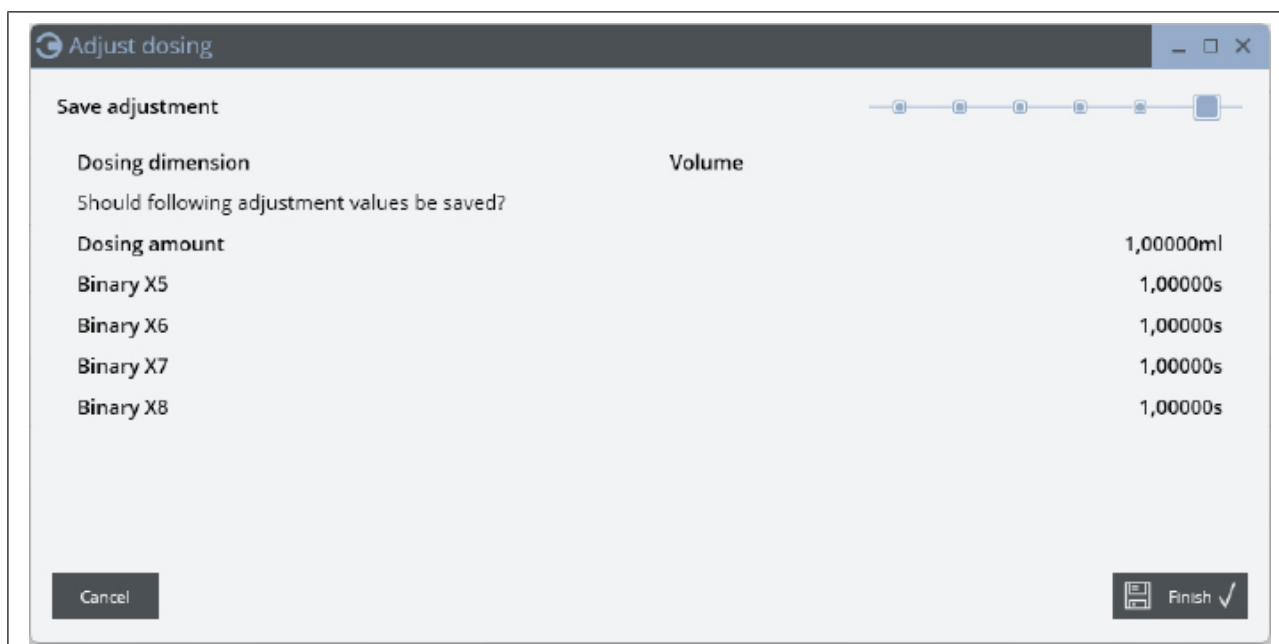 Adjust dosing
Save adjustment
Dosing dimension Volume
Should following adjustment values be saved?
Dosing amount 1,00000ml
Binary X5 1,00000s
Binary X6 1,00000s
Binary X7 1,00000s
Binary X8 1,00000s
Cancel Finish